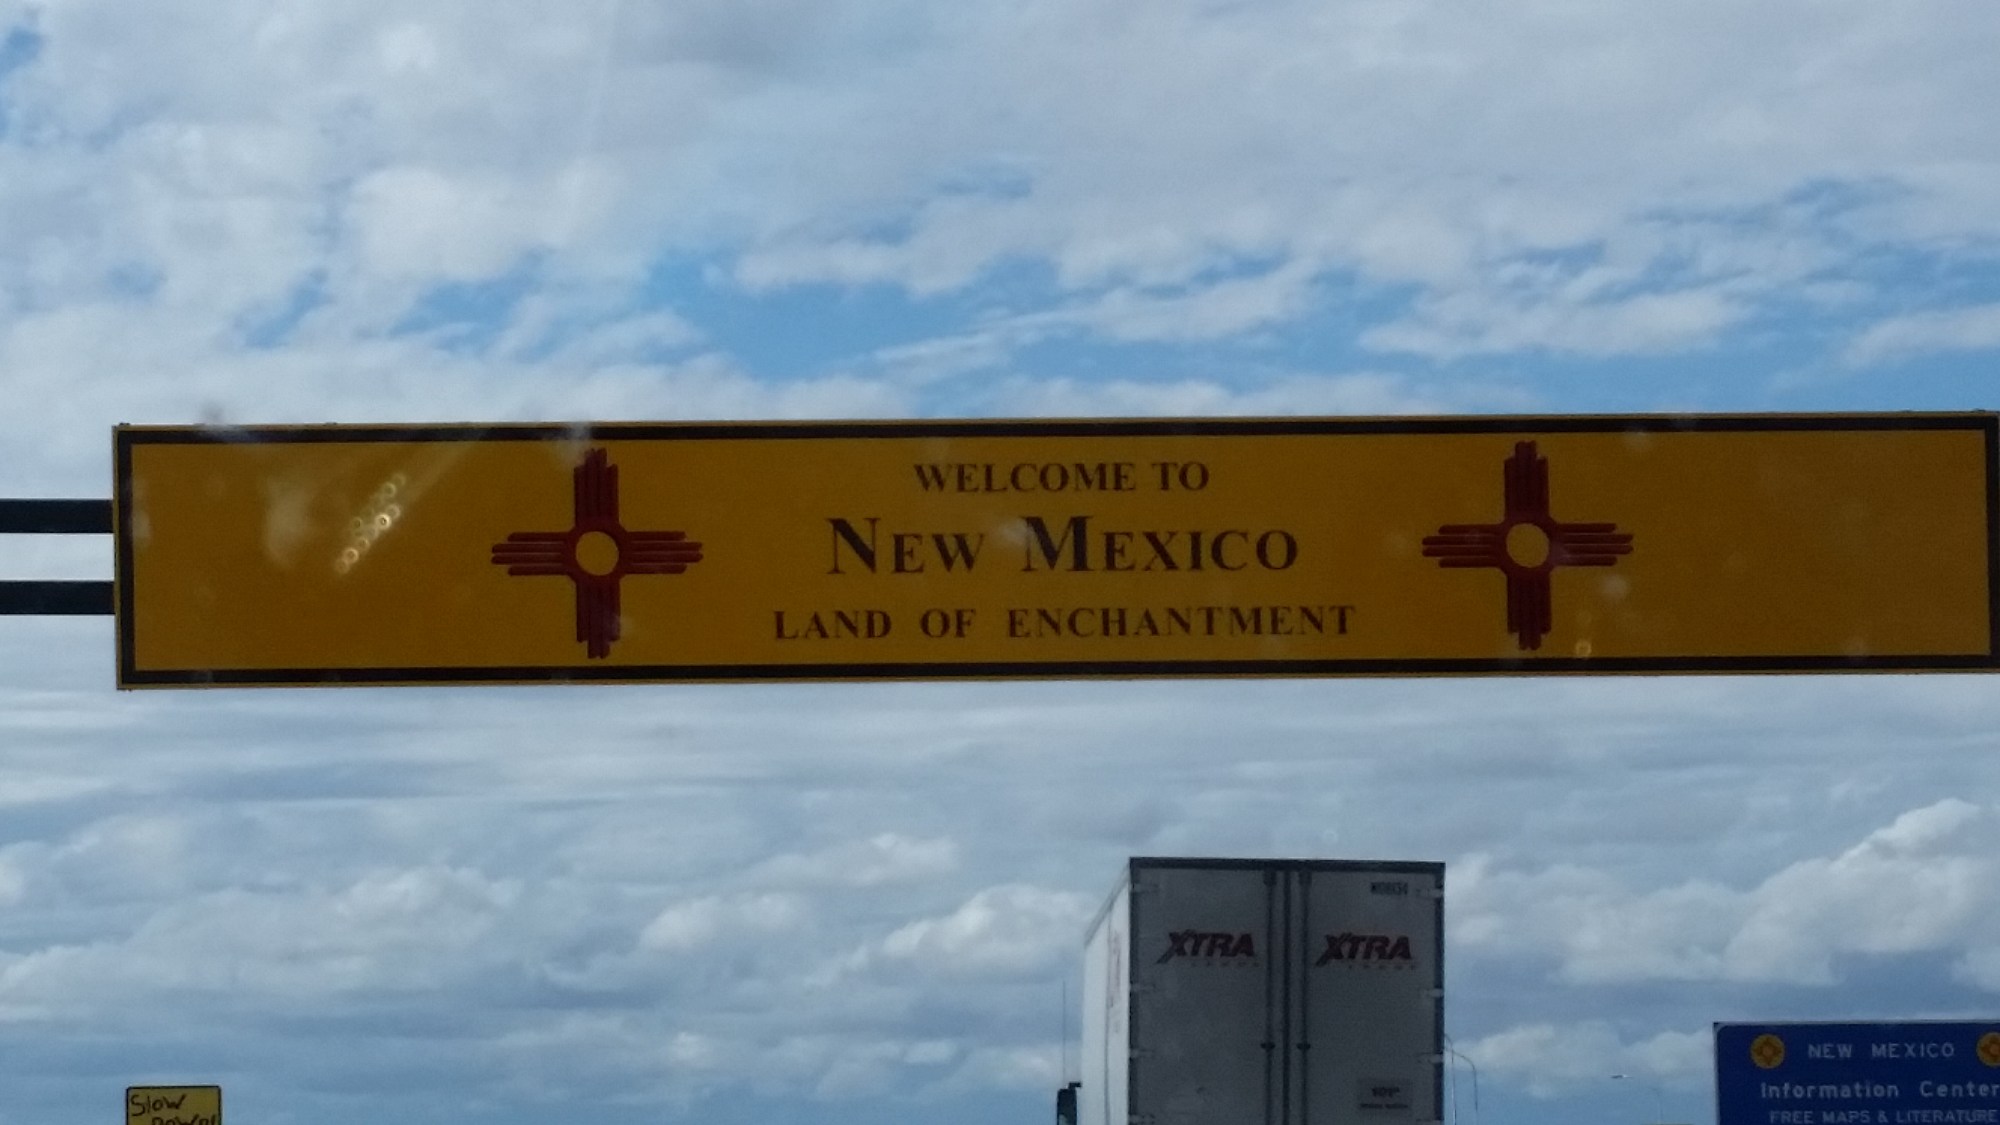 WELCOME TO
NEW MEXICO
LAND OF ENCHANTMENT
XTRA XTRA
NEW MEXICO
Information Center
FREE MAPS & LITERATURE
Slow